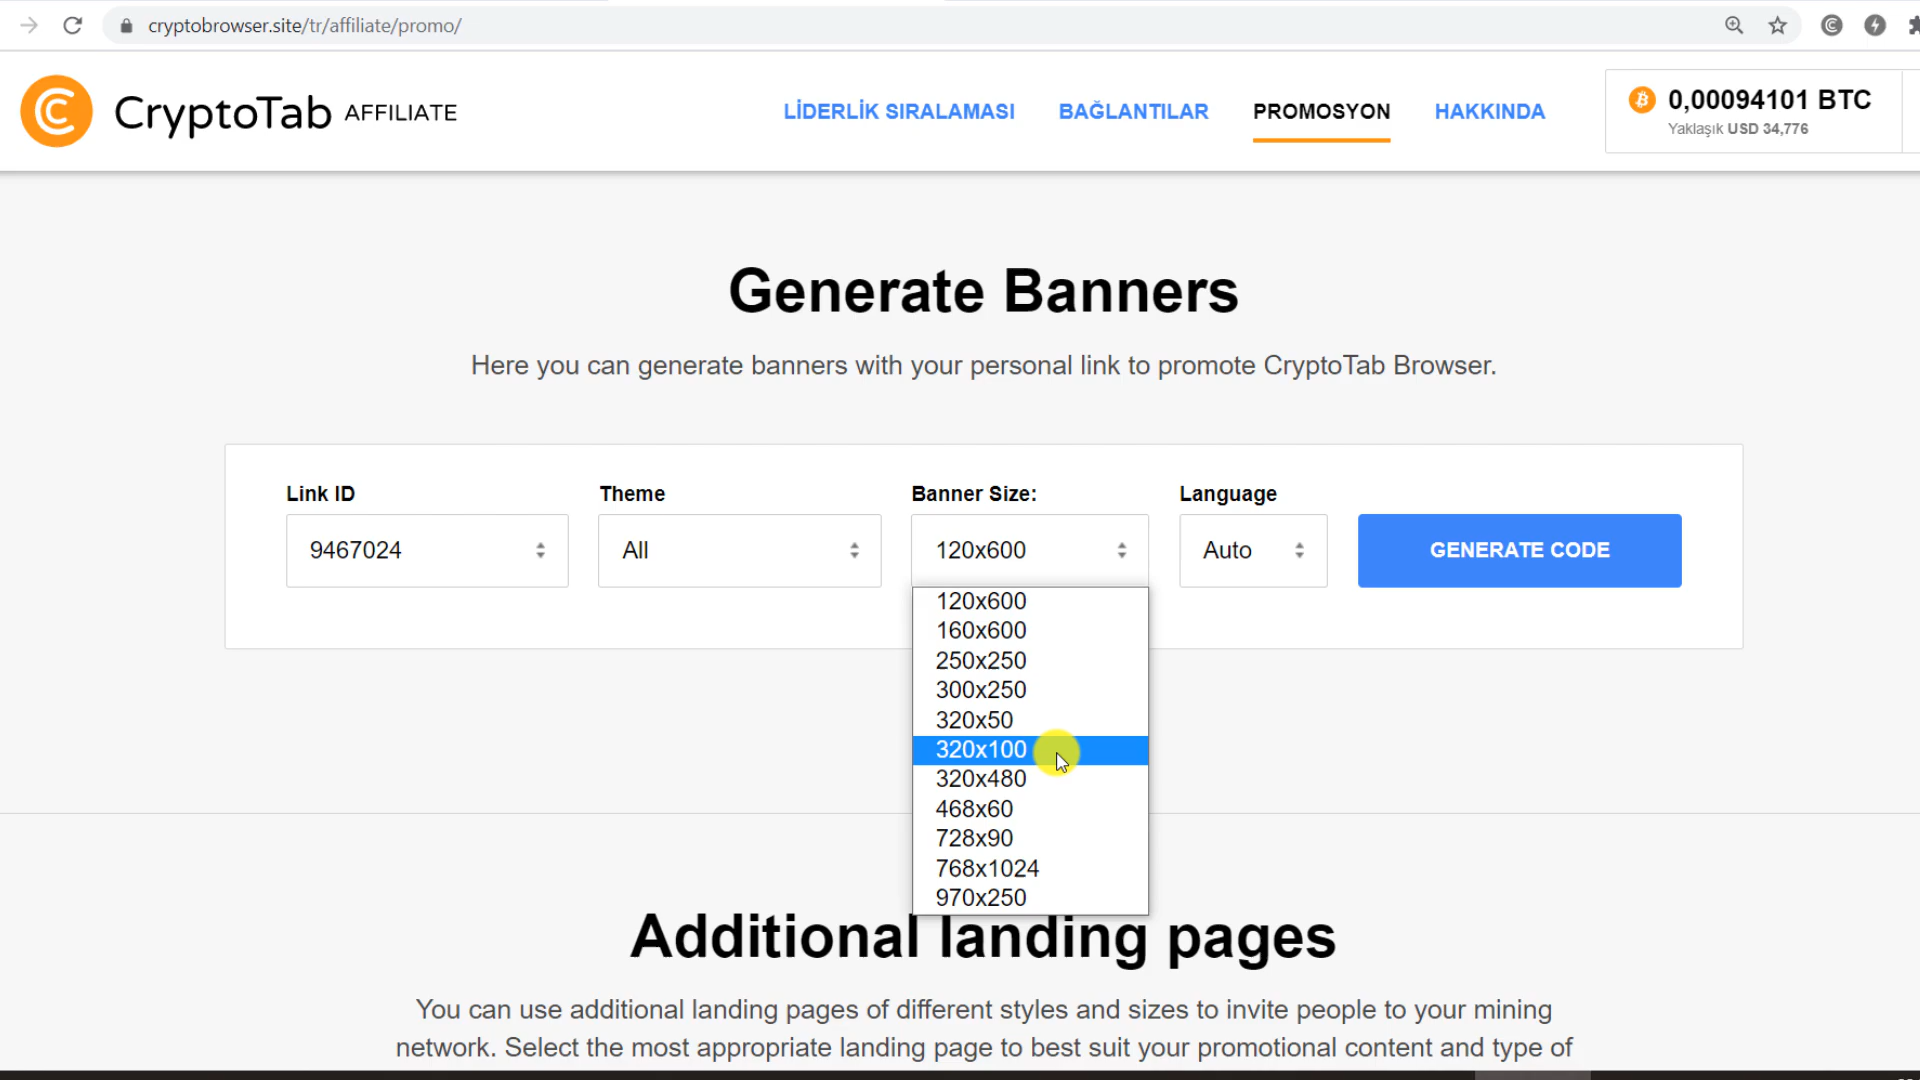 cryptobrowser.site/tr/affiliate/promo/
CryptoTab AFFILIATE
LİDERLİK SIRALAMASI
BAĞLANTILAR
PROMOSYON
HAKKINDA
0,00094101 BTC
Yaklaşık USD 34,776
Generate Banners
Here you can generate banners with your personal link to promote CryptoTab Browser.
Link ID
Theme
Banner Size:
Language
9467024
All
120x600
Auto
GENERATE CODE
120x600
160x600
250x250
300x250
320x50
320x100
320x480
468x60
728x90
768x1024
970x250
Additional landing pages
You can use additional landing pages of different styles and sizes to invite people to your mining
network. Select the most appropriate landing page to best suit your promotional content and type of